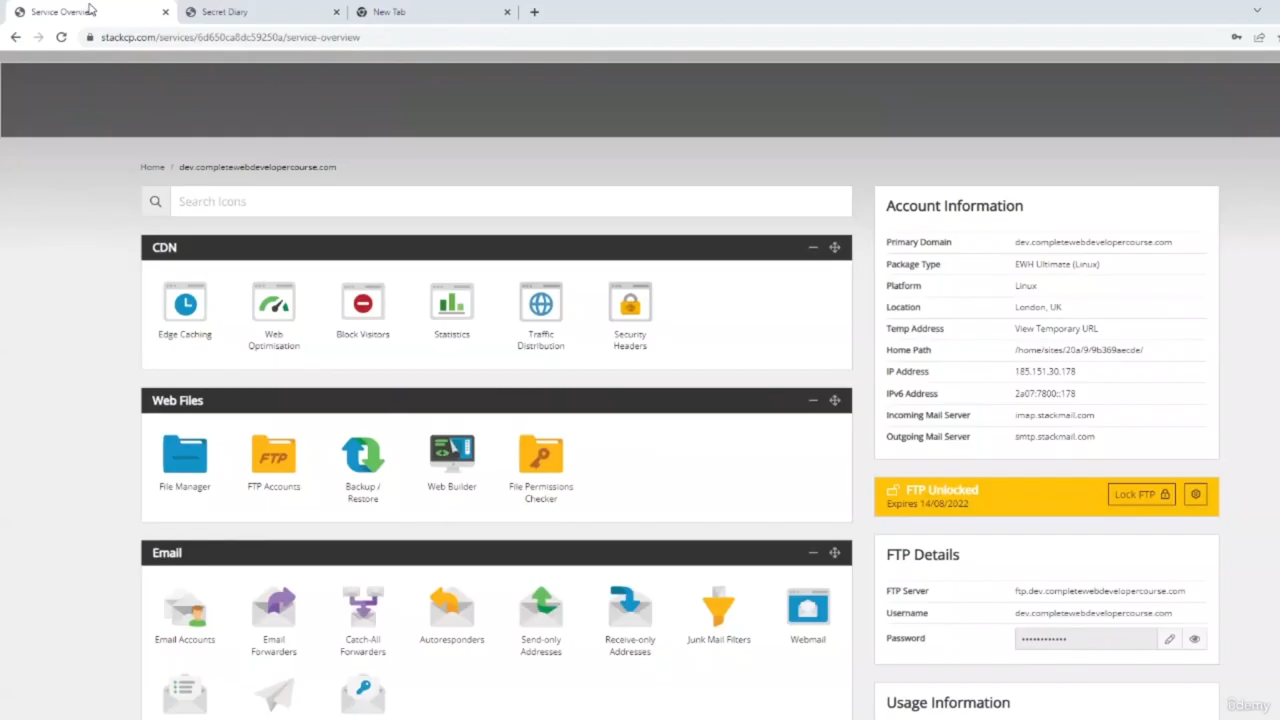 Service Overview
Secret Diary
New Tab
stackcp.com/services/6d650ca8dc59250a/service-overview
Home / dev.completewebdevelopercourse.com
Search Icons
CDN
Edge Caching
Web Optimisation
Block Visitors
Statistics
Traffic Distribution
Security Headers
Web Files
File Manager
FTP
FTP Accounts
Backup / Restore
Web Builder
File Permissions Checker
Email
Email Accounts
Email Forwarders
Catch-All Forwarders
Autoresponders
Send-only Addresses
Receive-only Addresses
Junk Mail Filters
Webmail
Account Information
Primary Domain dev.completewebdevelopercourse.com
Package Type EWH Ultimate (Linux)
Platform Linux
Location London, UK
Temp Address View Temporary URL
Home Path /home/sites/20a/9/9b369aecde/
IP Address 185.151.30.178
IPv6 Address 2a07:7800::178
Incoming Mail Server imap.stackmail.com
Outgoing Mail Server smtp.stackmail.com
FTP Unlocked
Expires 14/08/2022
Lock FTP
FTP Details
FTP Server ftp.dev.completewebdevelopercourse.com
Username dev.completewebdevelopercourse.com
Password ••••••••••••
Usage Information
Udemy